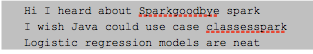 Hi I heard about Sparkgoodbye spark
I wish Java could use case classesspark
Logistic regression models are neat